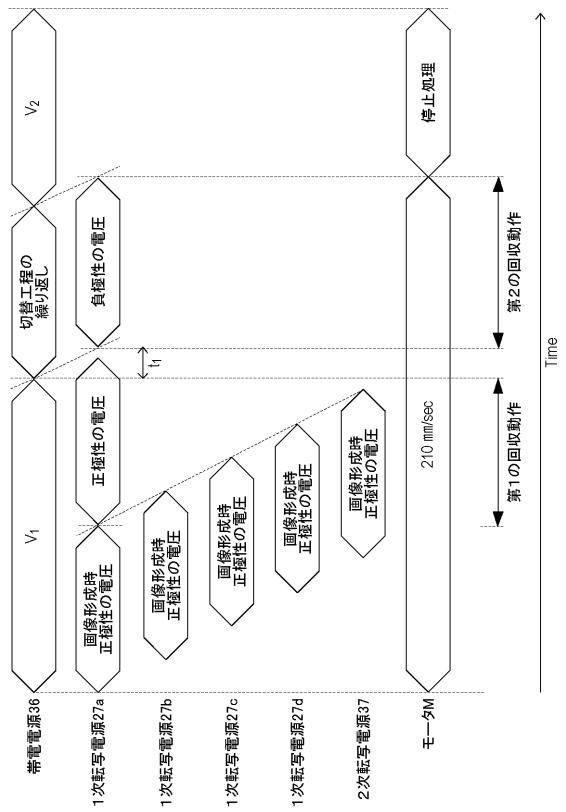 帯電電源36
V1
切替工程の
繰り返し
V2
1次転写電源27a
画像形成時
正極性の電圧
正極性の電圧
負極性の電圧
t1
1次転写電源27b
画像形成時
正極性の電圧
1次転写電源27c
画像形成時
正極性の電圧
1次転写電源27d
画像形成時
正極性の電圧
2次転写電源37
画像形成時
正極性の電圧
モータM
210 mm/sec
停止処理
第1の回収動作
第2の回収動作
Time